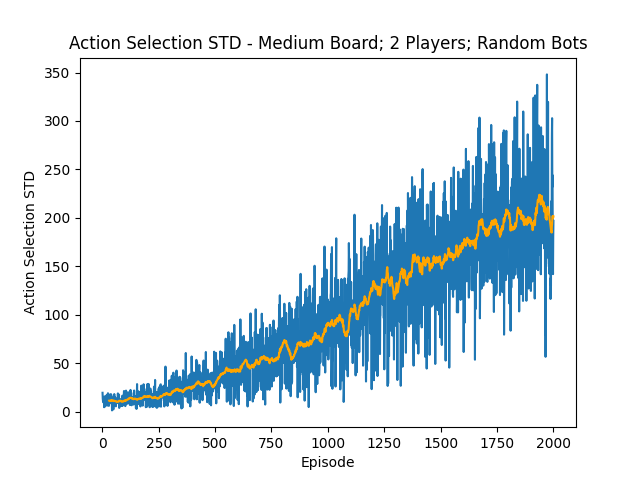 Action Selection STD - Medium Board; 2 Players; Random Bots
Action Selection STD
350
300
250
200
150
100
50
0
0 250 500 750 1000 1250 1500 1750 2000
Episode